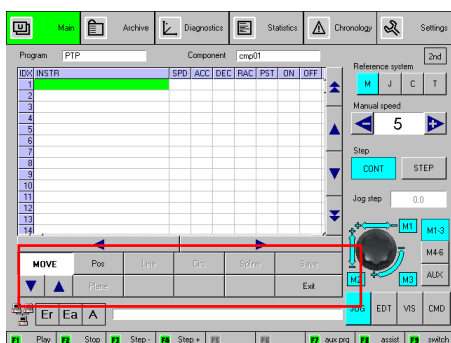 Main Archive Diagnostics Statistics Chronology Settings
Program PTP Component cmp01 2nd
Reference system
IDX INSTR SPD ACC DEC RAC PST ON OFF
1
M J C T
2
3
Manual speed
4
5
5
6
7
Step
8
9
CONT STEP
10
11
Jog step 0.0
12
13
14
M1 M1-3
MOVE Pos Line Circ Spline Save
M4-6
Plane Exit
M2 M3 AUX
Er Ea A
JOG EDT VIS CMD
F1 Play F2 Stop F3 Step - F4 Step + F5 F6 F7 aux prg F8 assist F9 switch